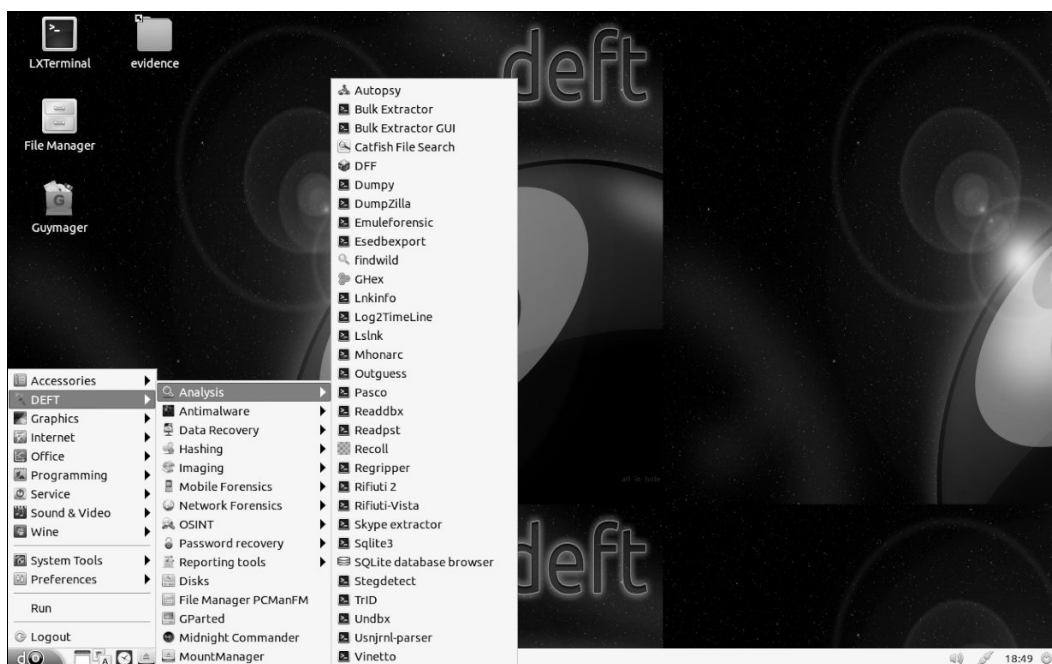 LXTerminal
evidence
File Manager
Guymager
deft
Accessories
DEFT
Graphics
Internet
Office
Programming
Service
Sound & Video
Wine
System Tools
Preferences
Run
Logout
Analysis
Antimalware
Data Recovery
Hashing
Imaging
Mobile Forensics
Network Forensics
OSINT
Password recovery
Reporting tools
Disks
File Manager PCManFM
GParted
Midnight Commander
MountManager
Autopsy
Bulk Extractor
Bulk Extractor GUI
Catfish File Search
DFF
Dumpy
DumpZilla
Emuleforensic
Esedbexport
findwild
GHex
Lnkinfo
Log2TimeLine
Lslnk
Mhonarc
Outguess
Pasco
Readdbx
Readpst
Recoll
Regripper
Rifiuti 2
Rifiuti-Vista
Skype extractor
Sqlite3
SQLite database browser
Stegdetect
TrID
Undbx
Usnjrnl-parser
Vinetto
deft
18:49